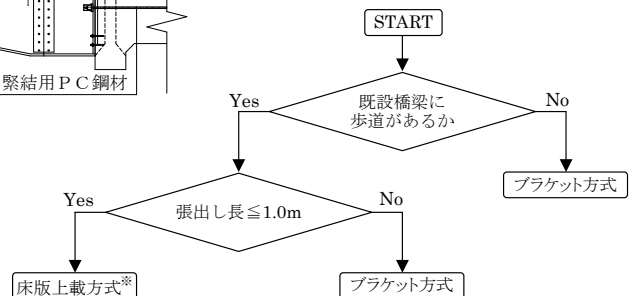 START
緊結用ＰＣ鋼材
Yes
既設橋梁に
歩道があるか
No
ブラケット方式
Yes
張出し長≦1.0m
No
床版上載方式※
ブラケット方式